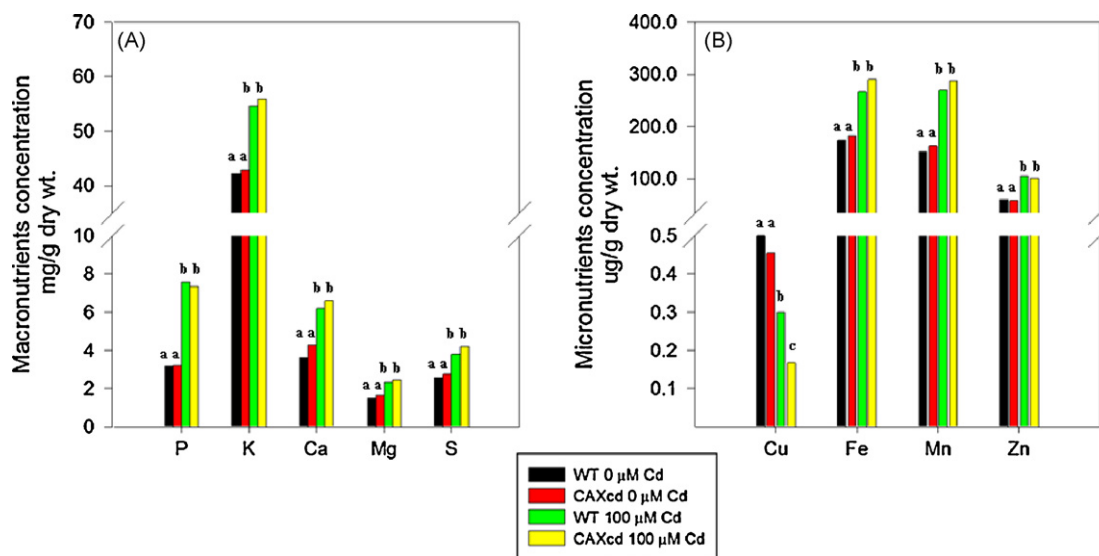 (A)
Macronutrients concentration
mg/g dry wt.
70
60
50
40
10
8
6
4
2
0
a a b b
a a b b
a a b b
a a b b
a a b b
P K Ca Mg S
(B)
Micronutrients concentration
ug/g dry wt.
400.0
300.0
200.0
100.0
0.5
0.4
0.3
0.2
0.1
a a b c
a a b b
a a b b
a a b b
Cu Fe Mn Zn
WT 0 μM Cd
CAXcd 0 μM Cd
WT 100 μM Cd
CAXcd 100 μM Cd